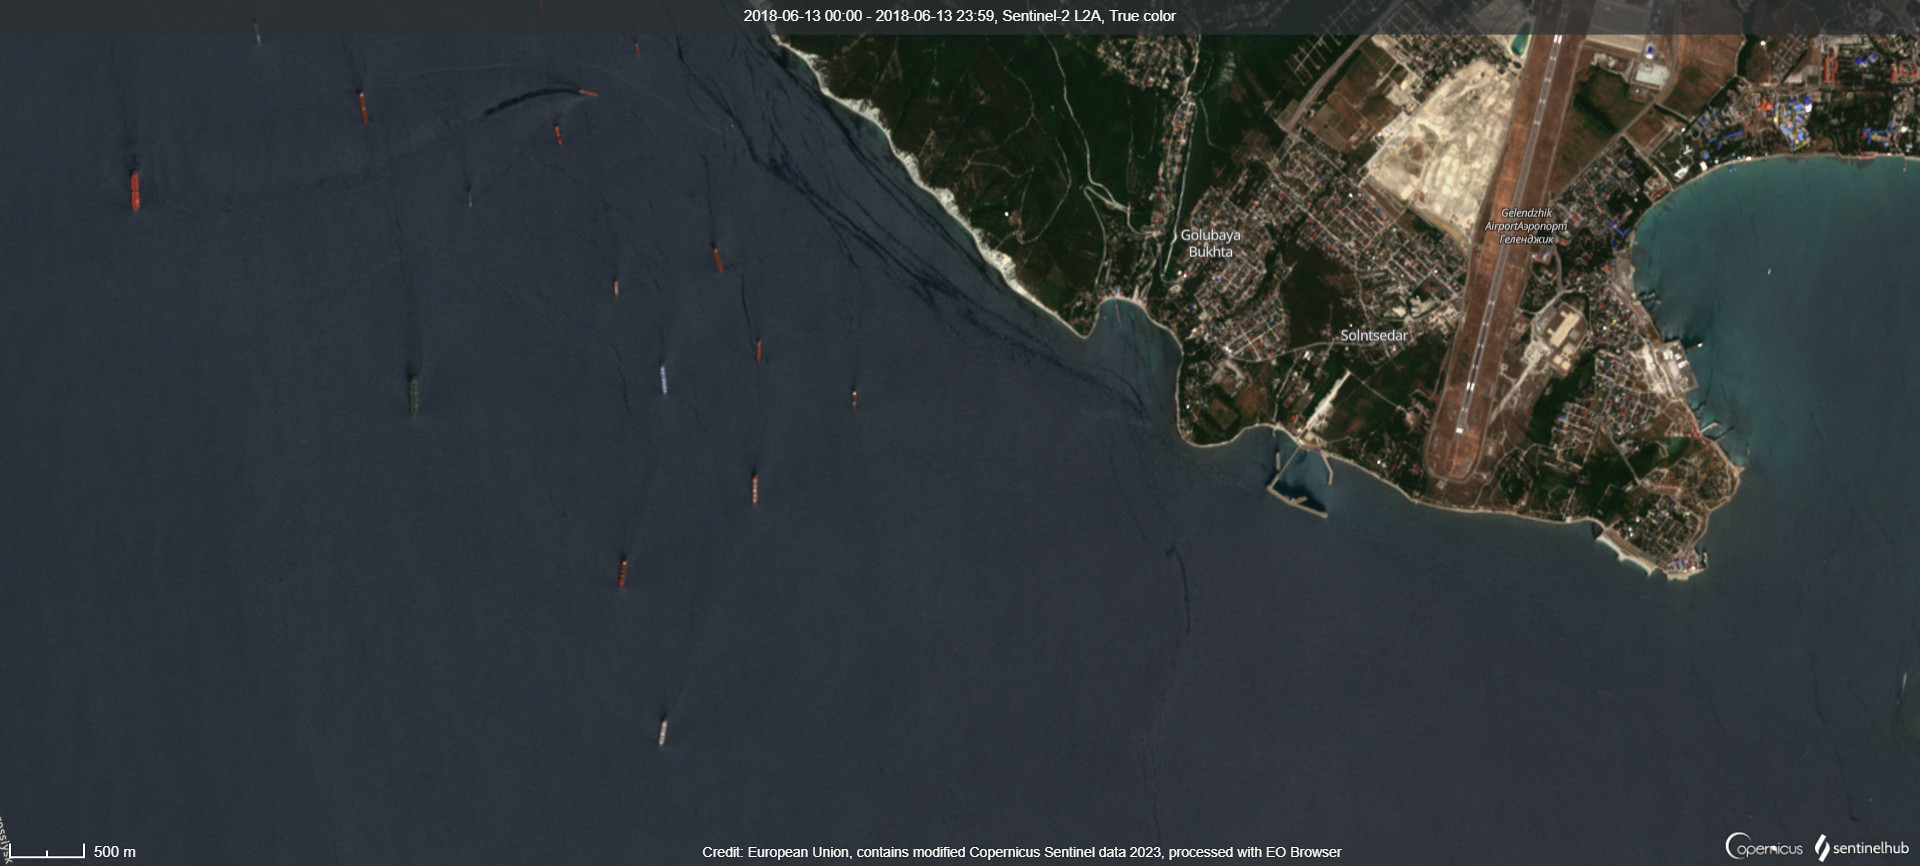 2018-06-13 00:00 - 2018-06-13 23:59, Sentinel-2 L2A, True color
Gelendzhik
AirportАэропорт
Геленджик
Golubaya
Bukhta
Solntsedar
500 m
Credit: European Union, contains modified Copernicus Sentinel data 2023, processed with EO Browser
Copernicus
sentinelhub